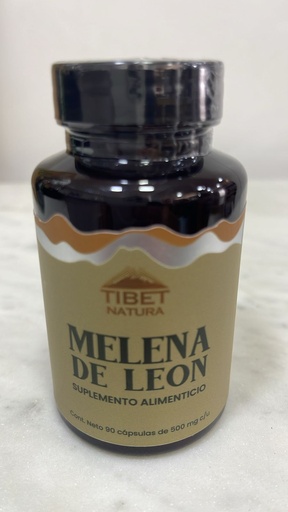 TIBET
NATURA
MELENA
DE LEON
SUPLEMENTO ALIMENTICIO
Cont. Neto 90 cápsulas de 500 mg c/u